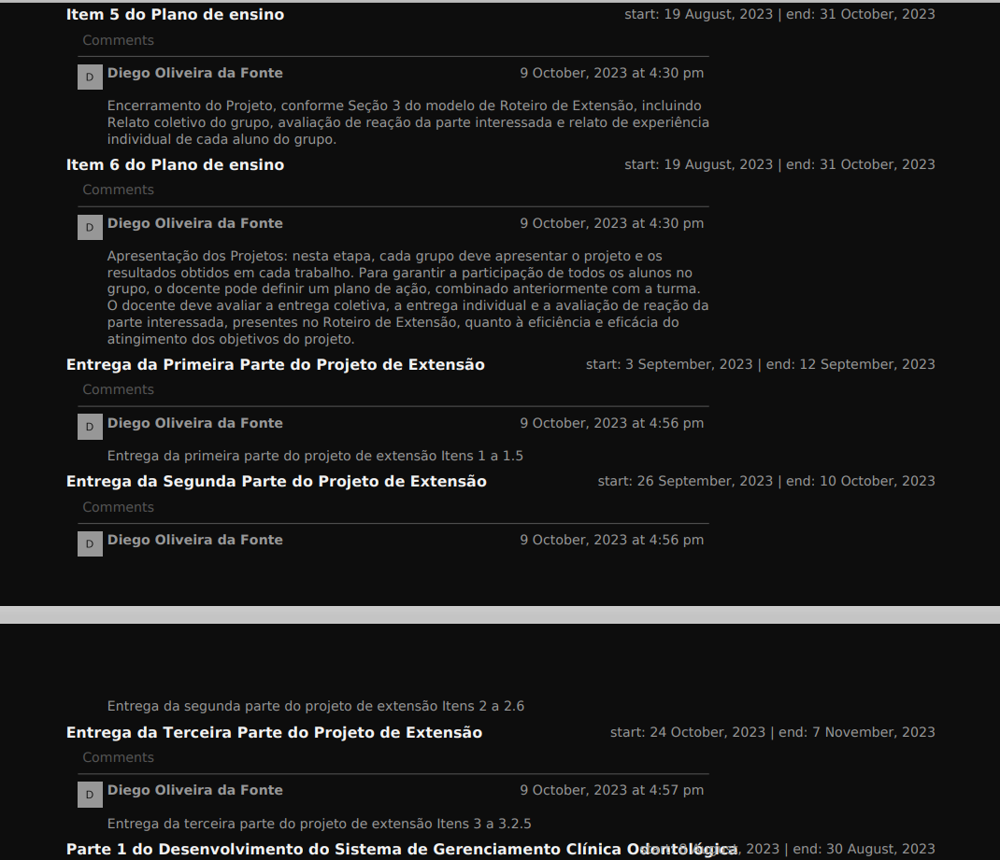 Item 5 do Plano de ensino start: 19 August, 2023 | end: 31 October, 2023
Comments
D Diego Oliveira da Fonte 9 October, 2023 at 4:30 pm
Encerramento do Projeto, conforme Seção 3 do modelo de Roteiro de Extensão, incluindo
Relato coletivo do grupo, avaliação de reação da parte interessada e relato de experiência
individual de cada aluno do grupo.
Item 6 do Plano de ensino start: 19 August, 2023 | end: 31 October, 2023
Comments
D Diego Oliveira da Fonte 9 October, 2023 at 4:30 pm
Apresentação dos Projetos: nesta etapa, cada grupo deve apresentar o projeto e os
resultados obtidos em cada trabalho. Para garantir a participação de todos os alunos no
grupo, o docente pode definir um plano de ação, combinado anteriormente com a turma.
O docente deve avaliar a entrega coletiva, a entrega individual e a avaliação de reação da
parte interessada, presentes no Roteiro de Extensão, quanto à eficiência e eficácia do
atingimento dos objetivos do projeto.
Entrega da Primeira Parte do Projeto de Extensão start: 3 September, 2023 | end: 12 September, 2023
Comments
D Diego Oliveira da Fonte 9 October, 2023 at 4:56 pm
Entrega da primeira parte do projeto de extensão Itens 1 a 1.5
Entrega da Segunda Parte do Projeto de Extensão start: 26 September, 2023 | end: 10 October, 2023
Comments
D Diego Oliveira da Fonte 9 October, 2023 at 4:56 pm
Entrega da segunda parte do projeto de extensão Itens 2 a 2.6
Entrega da Terceira Parte do Projeto de Extensão start: 24 October, 2023 | end: 7 November, 2023
Comments
D Diego Oliveira da Fonte 9 October, 2023 at 4:57 pm
Entrega da terceira parte do projeto de extensão Itens 3 a 3.2.5
Parte 1 do Desenvolvimento do Sistema de Gerenciamento Clínica Odontológica August, 2023 | end: 30 August, 2023